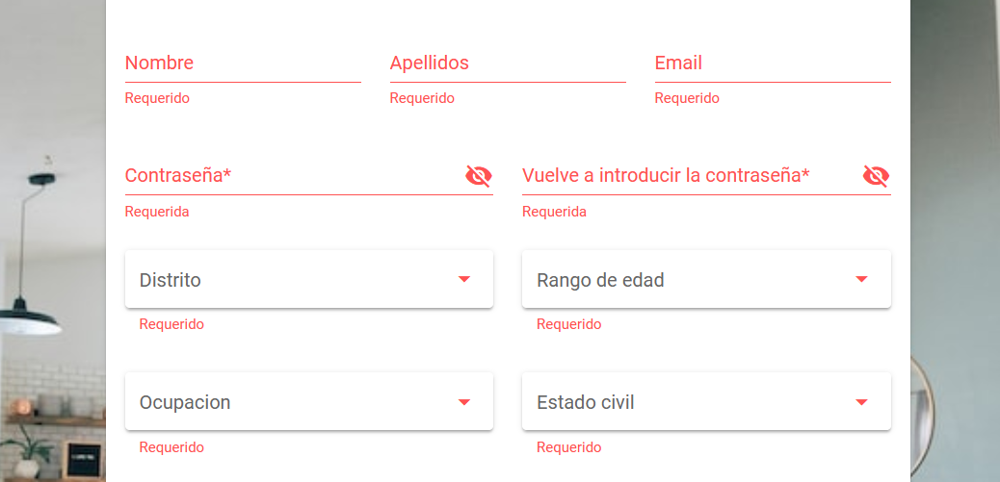 Nombre
Apellidos
Email
Requerido
Requerido
Requerido
Contraseña*
Vuelve a introducir la contraseña*
Requerida
Requerida
Distrito
Rango de edad
Requerido
Requerido
Ocupacion
Estado civil
Requerido
Requerido